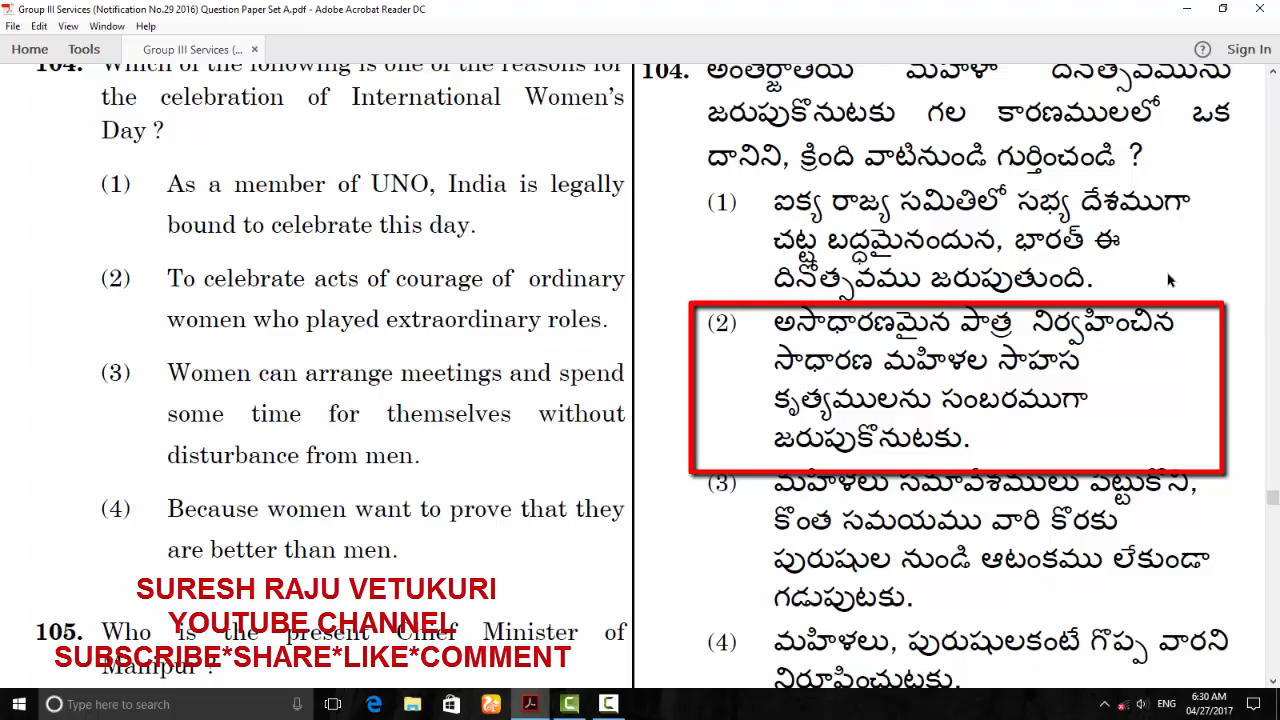 Group III Services (Notification No.29 2016) Question Paper Set A.pdf - Adobe Acrobat Reader DC
File Edit View Window Help
Home Tools Group III Services (... × Sign In
104. Which of the following is one of the reasons for
the celebration of International Women's
Day ?
(1) As a member of UNO, India is legally
bound to celebrate this day.
(2) To celebrate acts of courage of ordinary
women who played extraordinary roles.
(3) Women can arrange meetings and spend
some time for themselves without
disturbance from men.
(4) Because women want to prove that they
are better than men.
105. Who is the present Chief Minister of
Manipur ?
104. అంతర్జాతీయ మహిళా దినోత్సవమును
జరుపుకొనుటకు గల కారణములలో ఒక
దానిని, క్రింది వాటినుండి గుర్తించండి ?
(1) ఐక్య రాజ్య సమితిలో సభ్య దేశముగా
చట్ట బద్ధమైనందున, భారత్ ఈ
దినోత్సవము జరుపుతుంది.
(2) అసాధారణమైన పాత్ర నిర్వహించిన
సాధారణ మహిళల సాహస
కృత్యములను సంబరముగా
జరుపుకొనుటకు.
(3) మహిళలు సమావేశములు పట్టుకొని,
కొంత సమయము వారి కొరకు
పురుషుల నుండి ఆటంకము లేకుండా
గడుపుటకు.
(4) మహిళలు, పురుషులకంటే గొప్ప వారని
నిరూపించుటకు.
SURESH RAJU VETUKURI
YOUTUBE CHANNEL
SUBSCRIBE*SHARE*LIKE*COMMENT
Type here to search
ENG
6:30 AM
04/27/2017